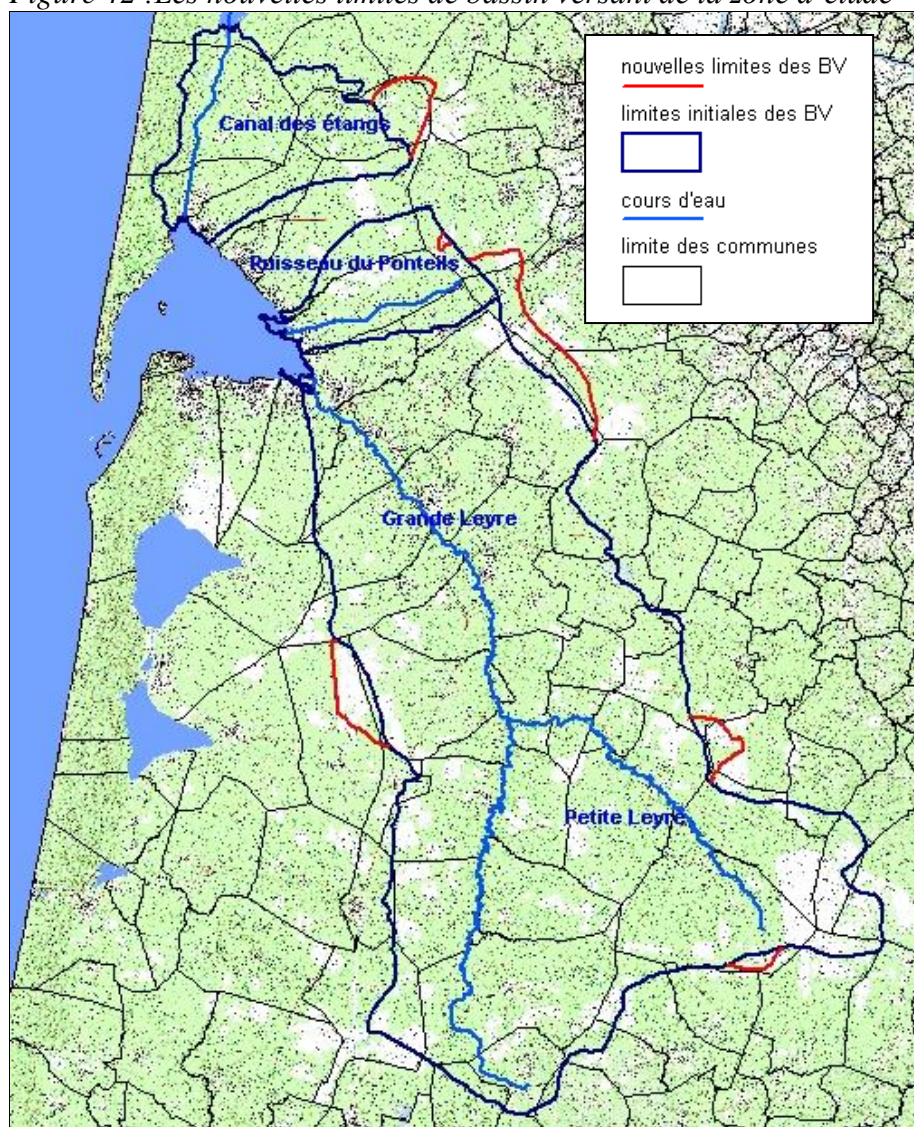 Figure 42 :Les nouvelles limites de bassin versant de la zone d'étude
nouvelles limites des BV
limites initiales des BV
cours d'eau
limite des communes
Canal des étangs
Ruisseau du Ponteils
Grande Leyre
Petite Leyre